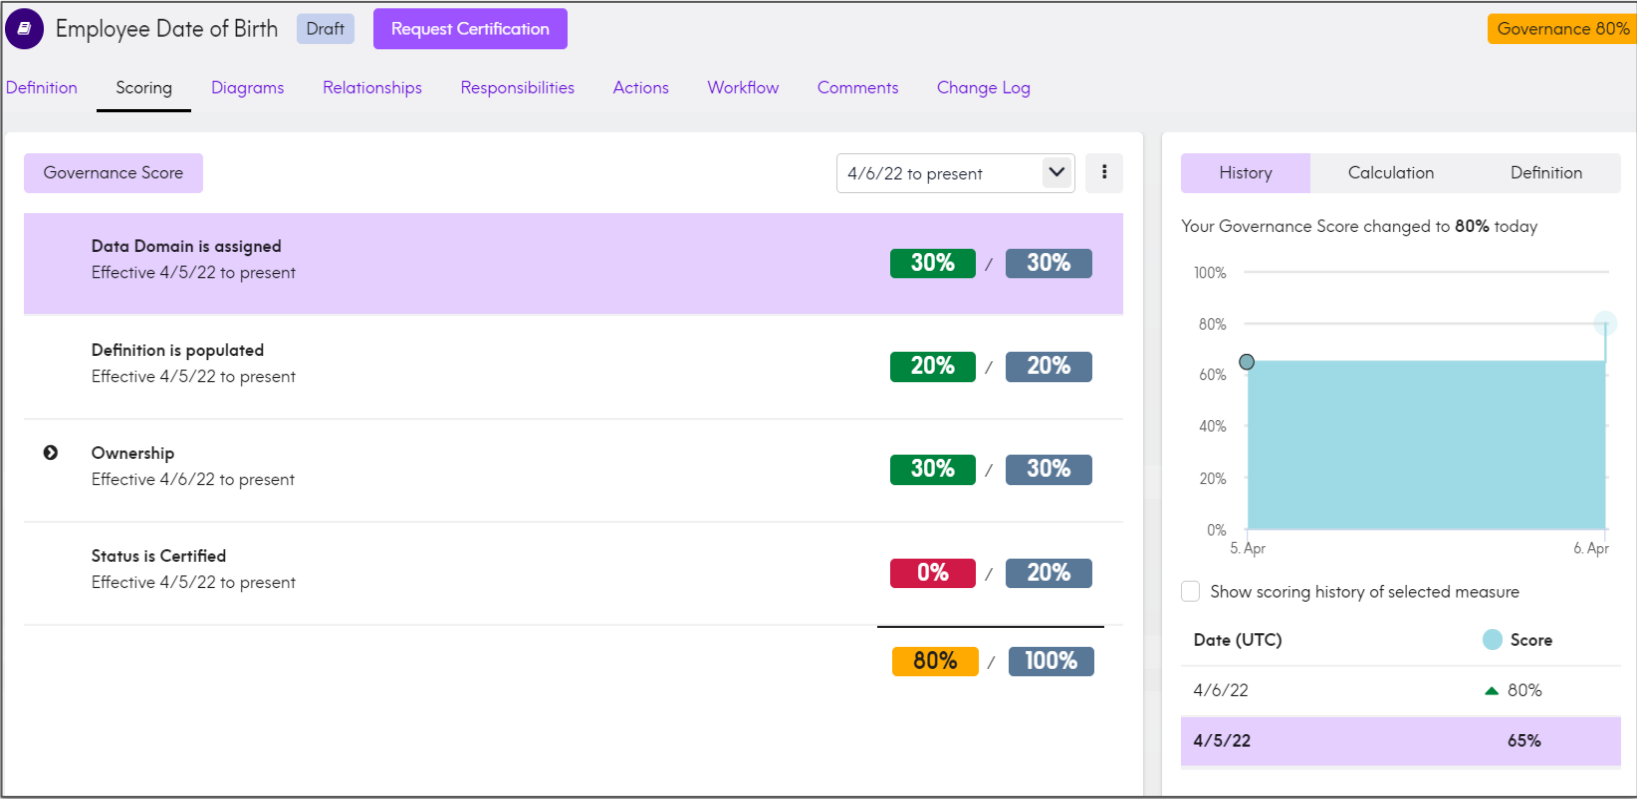 Employee Date of Birth Draft Request Certification Governance 80%
Definition Scoring Diagrams Relationships Responsibilities Actions Workflow Comments Change Log
Governance Score 4/6/22 to present
Data Domain is assigned
Effective 4/5/22 to present
30% / 30%
Definition is populated
Effective 4/5/22 to present
20% / 20%
Ownership
Effective 4/6/22 to present
30% / 30%
Status is Certified
Effective 4/5/22 to present
0% / 20%
80% / 100%
History Calculation Definition
Your Governance Score changed to 80% today
100%
80%
60%
40%
20%
0%
5. Apr 6. Apr
Show scoring history of selected measure
Date (UTC) Score
4/6/22 80%
4/5/22 65%